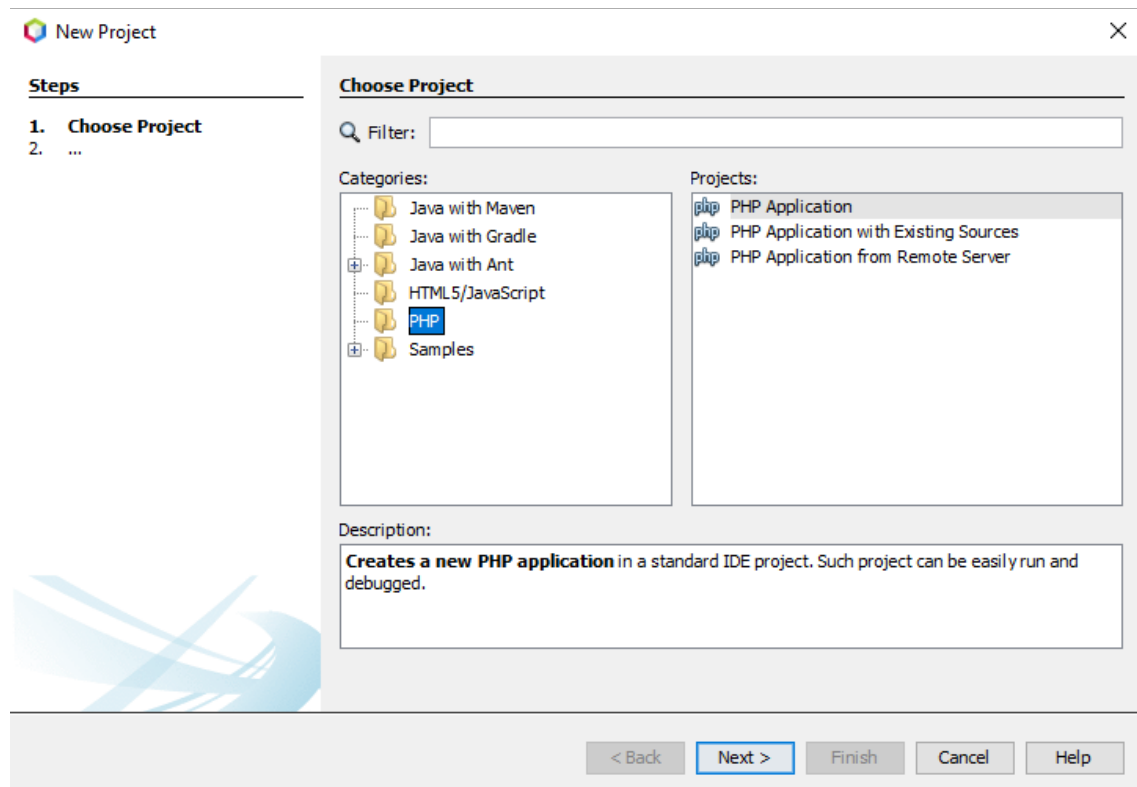 New Project
Steps
1. Choose Project
2. ...
Choose Project
Filter:
Categories:
Java with Maven
Java with Gradle
Java with Ant
HTML5/JavaScript
PHP
Samples
Projects:
php PHP Application
php PHP Application with Existing Sources
php PHP Application from Remote Server
Description:
Creates a new PHP application in a standard IDE project. Such project can be easily run and
debugged.
< Back
Next >
Finish
Cancel
Help